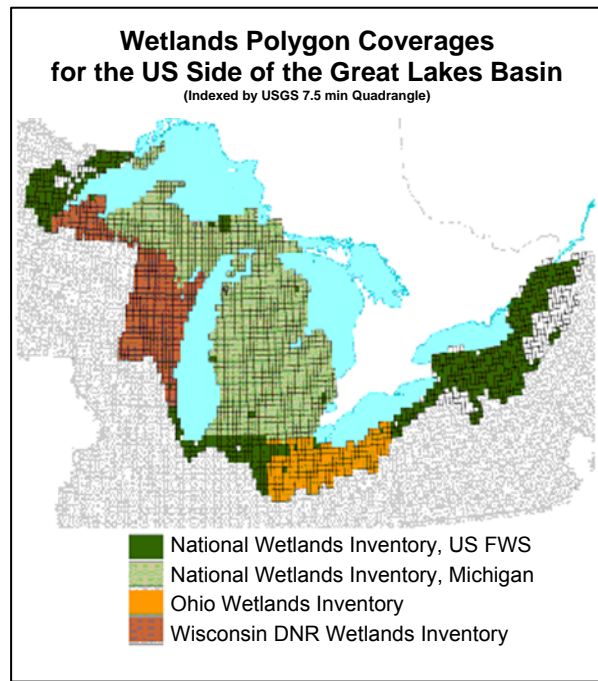 Wetlands Polygon Coverages
for the US Side of the Great Lakes Basin
(Indexed by USGS 7.5 min Quadrangle)
National Wetlands Inventory, US FWS
National Wetlands Inventory, Michigan
Ohio Wetlands Inventory
Wisconsin DNR Wetlands Inventory